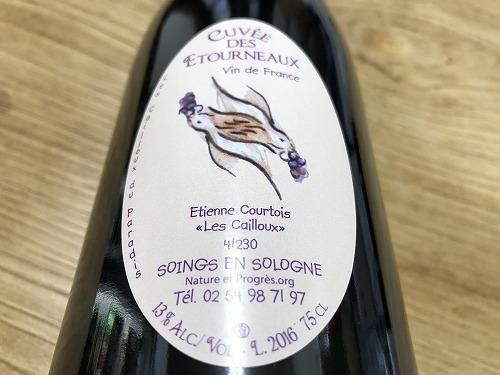 CUVÉE
DES
ETOURNEAUX
Vin de France
Les Cailloux du Paradis
Etienne Courtois
«Les Cailloux»
41230
SOINGS EN SOLOGNE
Nature et Progrès.org
Tél. 02 54 98 71 97
13% ALC/VOL. - L. 2016 75 CL